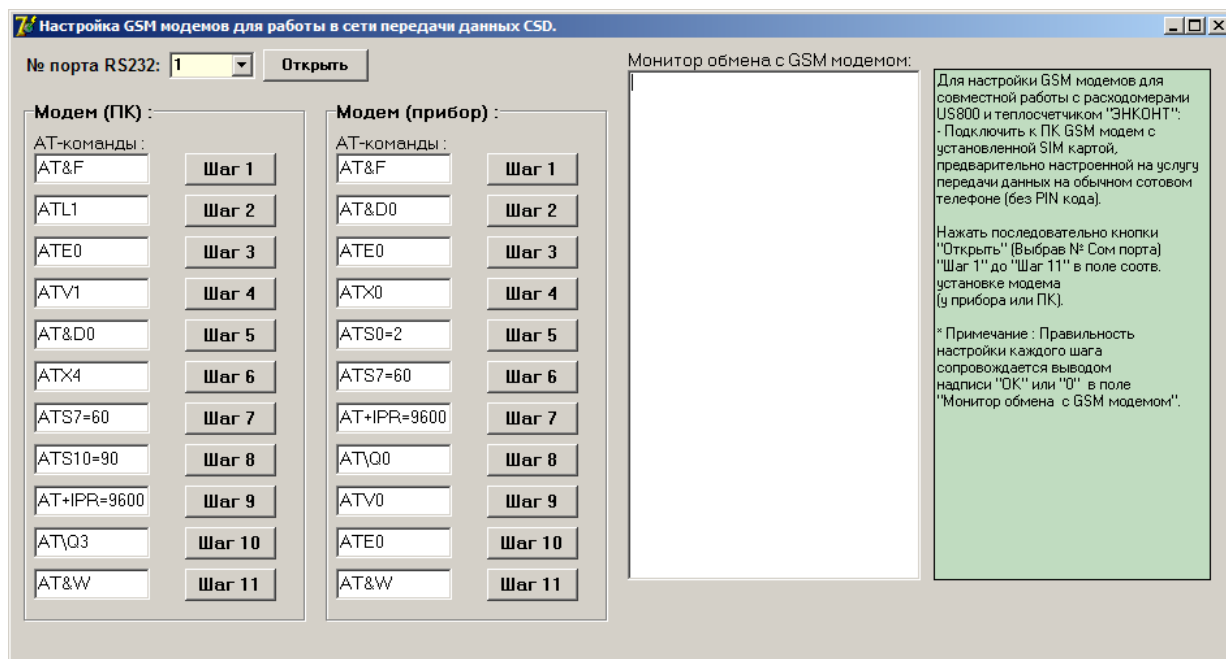 Настройка GSM модемов для работы в сети передачи данных CSD.
№ порта RS232: 1 Открыть
Модем (ПК) :
AT-команды :
AT&F Шаг 1
ATL1 Шаг 2
ATE0 Шаг 3
ATV1 Шаг 4
AT&D0 Шаг 5
ATX4 Шаг 6
ATS7=60 Шаг 7
ATS10=90 Шаг 8
AT+IPR=9600 Шаг 9
AT\Q3 Шаг 10
AT&W Шаг 11
Модем (прибор) :
AT-команды :
AT&F Шаг 1
AT&D0 Шаг 2
ATE0 Шаг 3
ATX0 Шаг 4
ATS0=2 Шаг 5
ATS7=60 Шаг 6
AT+IPR=9600 Шаг 7
AT\Q0 Шаг 8
ATV0 Шаг 9
ATE0 Шаг 10
AT&W Шаг 11
Монитор обмена с GSM модемом:
Для настройки GSM модемов для
совместной работы с расходомерами
US800 и теплосчетчиком "ЭНКОНТ":
- Подключить к ПК GSM модем с
установленной SIM картой,
предварительно настроенной на услугу
передачи данных на обычном сотовом
телефоне (без PIN кода).
Нажать последовательно кнопки
"Открыть" (Выбрав № Сом порта)
"Шаг 1" до "Шаг 11" в поле соотв.
установке модема
(у прибора или ПК).
* Примечание : Правильность
настройки каждого шага
сопровождается выводом
надписи "OK" или "0" в поле
"Монитор обмена с GSM модемом".